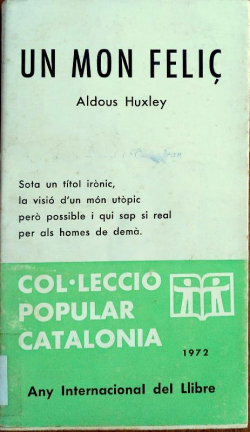 UN MON FELIÇ
Aldous Huxley
Sota un títol irònic,
la visió d'un món utòpic
però possible i qui sap si real
per als homes de demà.
COL·LECCIÓ
POPULAR
CATALONIA
1972
Any Internacional del Llibre